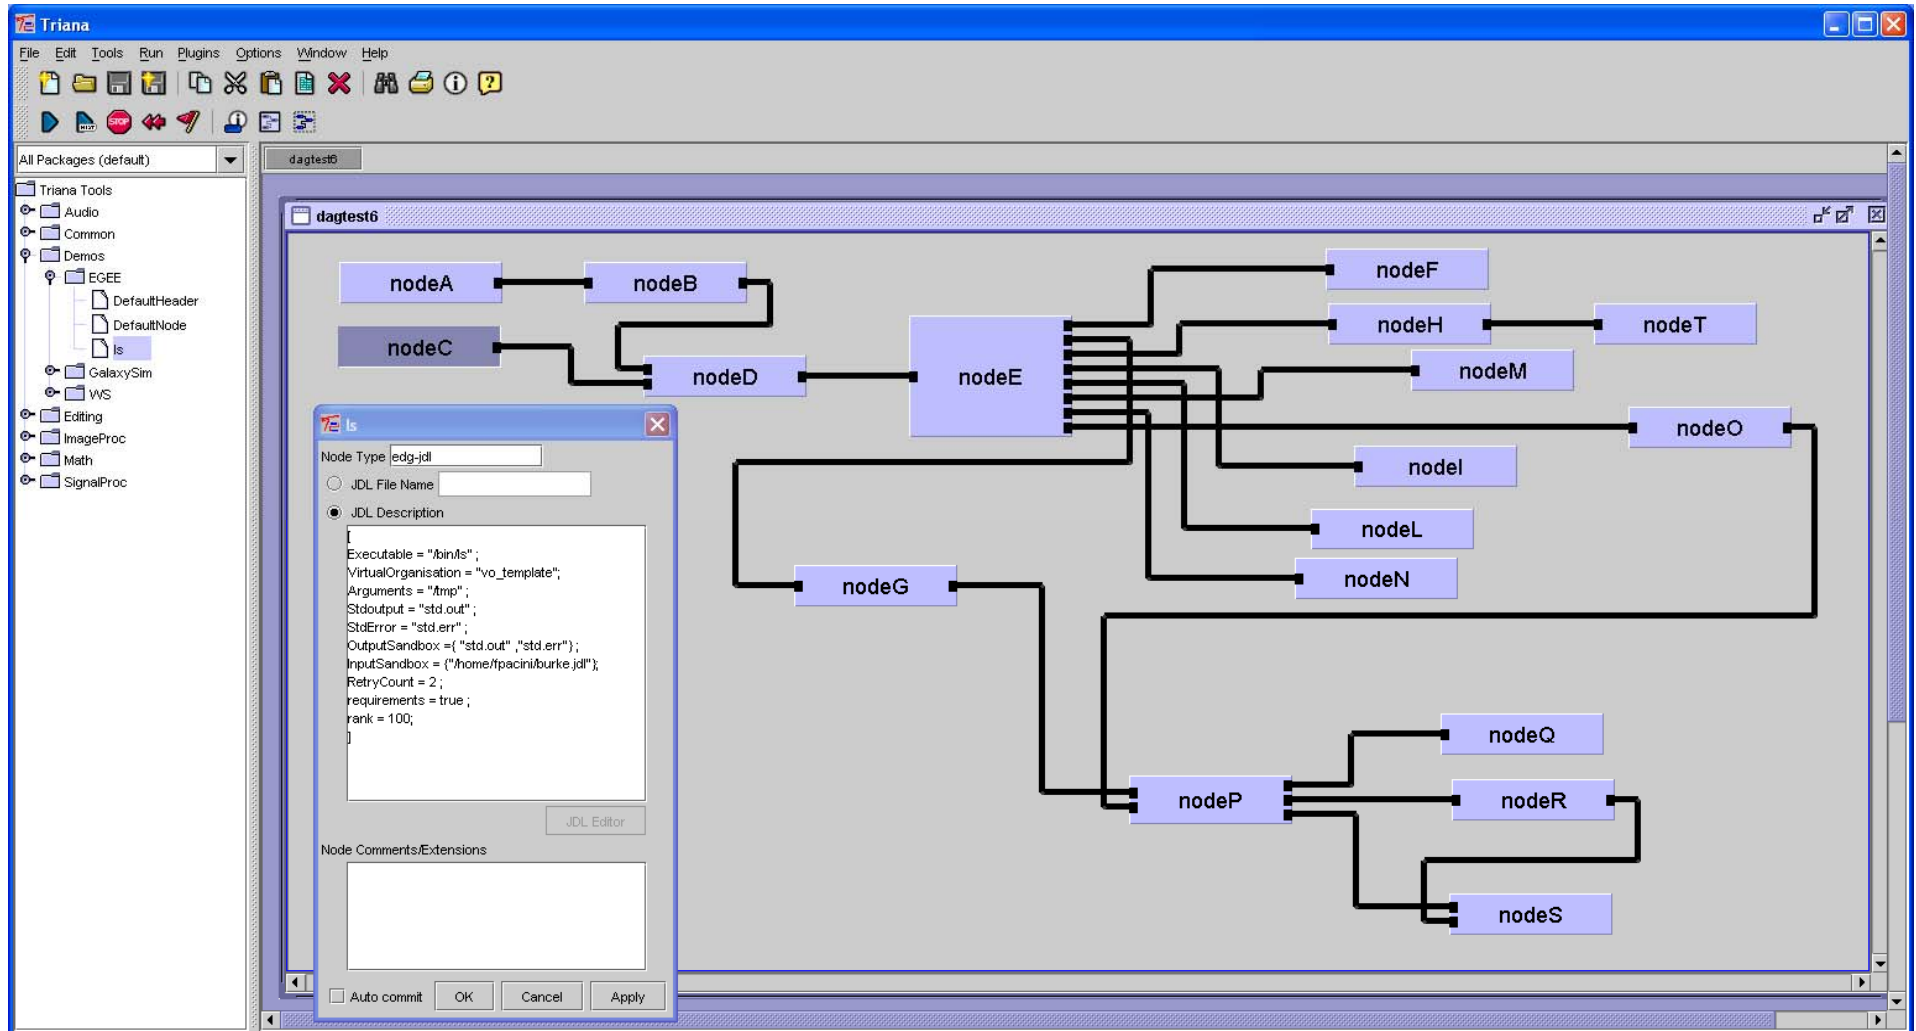 Triana
File Edit Tools Run Plugins Options Window Help
STOP
HIST
All Packages (default)
dagtest6
Triana Tools
Audio
Common
Demos
EGEE
DefaultHeader
DefaultNode
ls
GalaxySim
WS
Editing
ImageProc
Math
SignalProc
dagtest6
nodeA
nodeB
nodeF
nodeH
nodeT
nodeC
nodeD
nodeE
nodeM
nodeO
nodeI
nodeL
nodeN
nodeG
nodeQ
nodeP
nodeR
nodeS
ls
Node Type edg-jdl
JDL File Name
JDL Description
[
Executable = "/bin/ls" ;
VirtualOrganisation = "vo_template";
Arguments = "/tmp" ;
Stdoutput = "std.out" ;
StdError = "std.err" ;
OutputSandbox ={ "std.out" ,"std.err"} ;
InputSandbox = {"/home/fpacini/burke.jdl"};
RetryCount = 2 ;
requirements = true ;
rank = 100;
]
JDL Editor
Node Comments/Extensions
Auto commit OK Cancel Apply